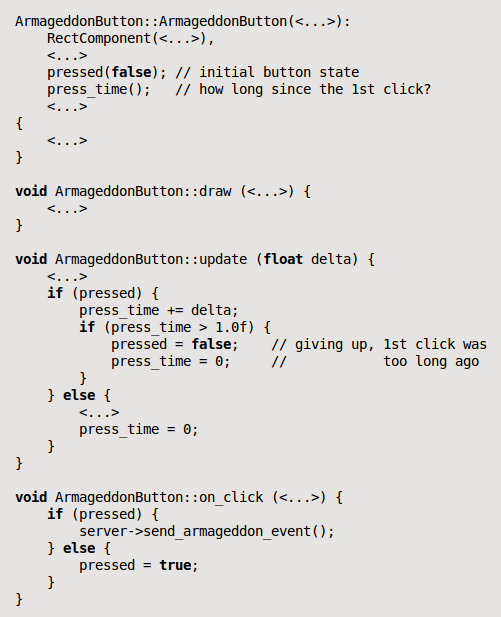 ArmageddonButton::ArmageddonButton(<...>):
    RectComponent(<...>),
    <...>
    pressed(false); // initial button state
    press_time();   // how long since the 1st click?
    <...>
{
    <...>
}
void ArmageddonButton::draw (<...>) {
    <...>
}
void ArmageddonButton::update (float delta) {
    <...>
    if (pressed) {
        press_time += delta;
        if (press_time > 1.0f) {
            pressed = false;    // giving up, 1st click was
            press_time = 0;     //            too long ago
        }
    } else {
        <...>
        press_time = 0;
    }
}
void ArmageddonButton::on_click (<...>) {
    if (pressed) {
        server->send_armageddon_event();
    } else {
        pressed = true;
    }
}